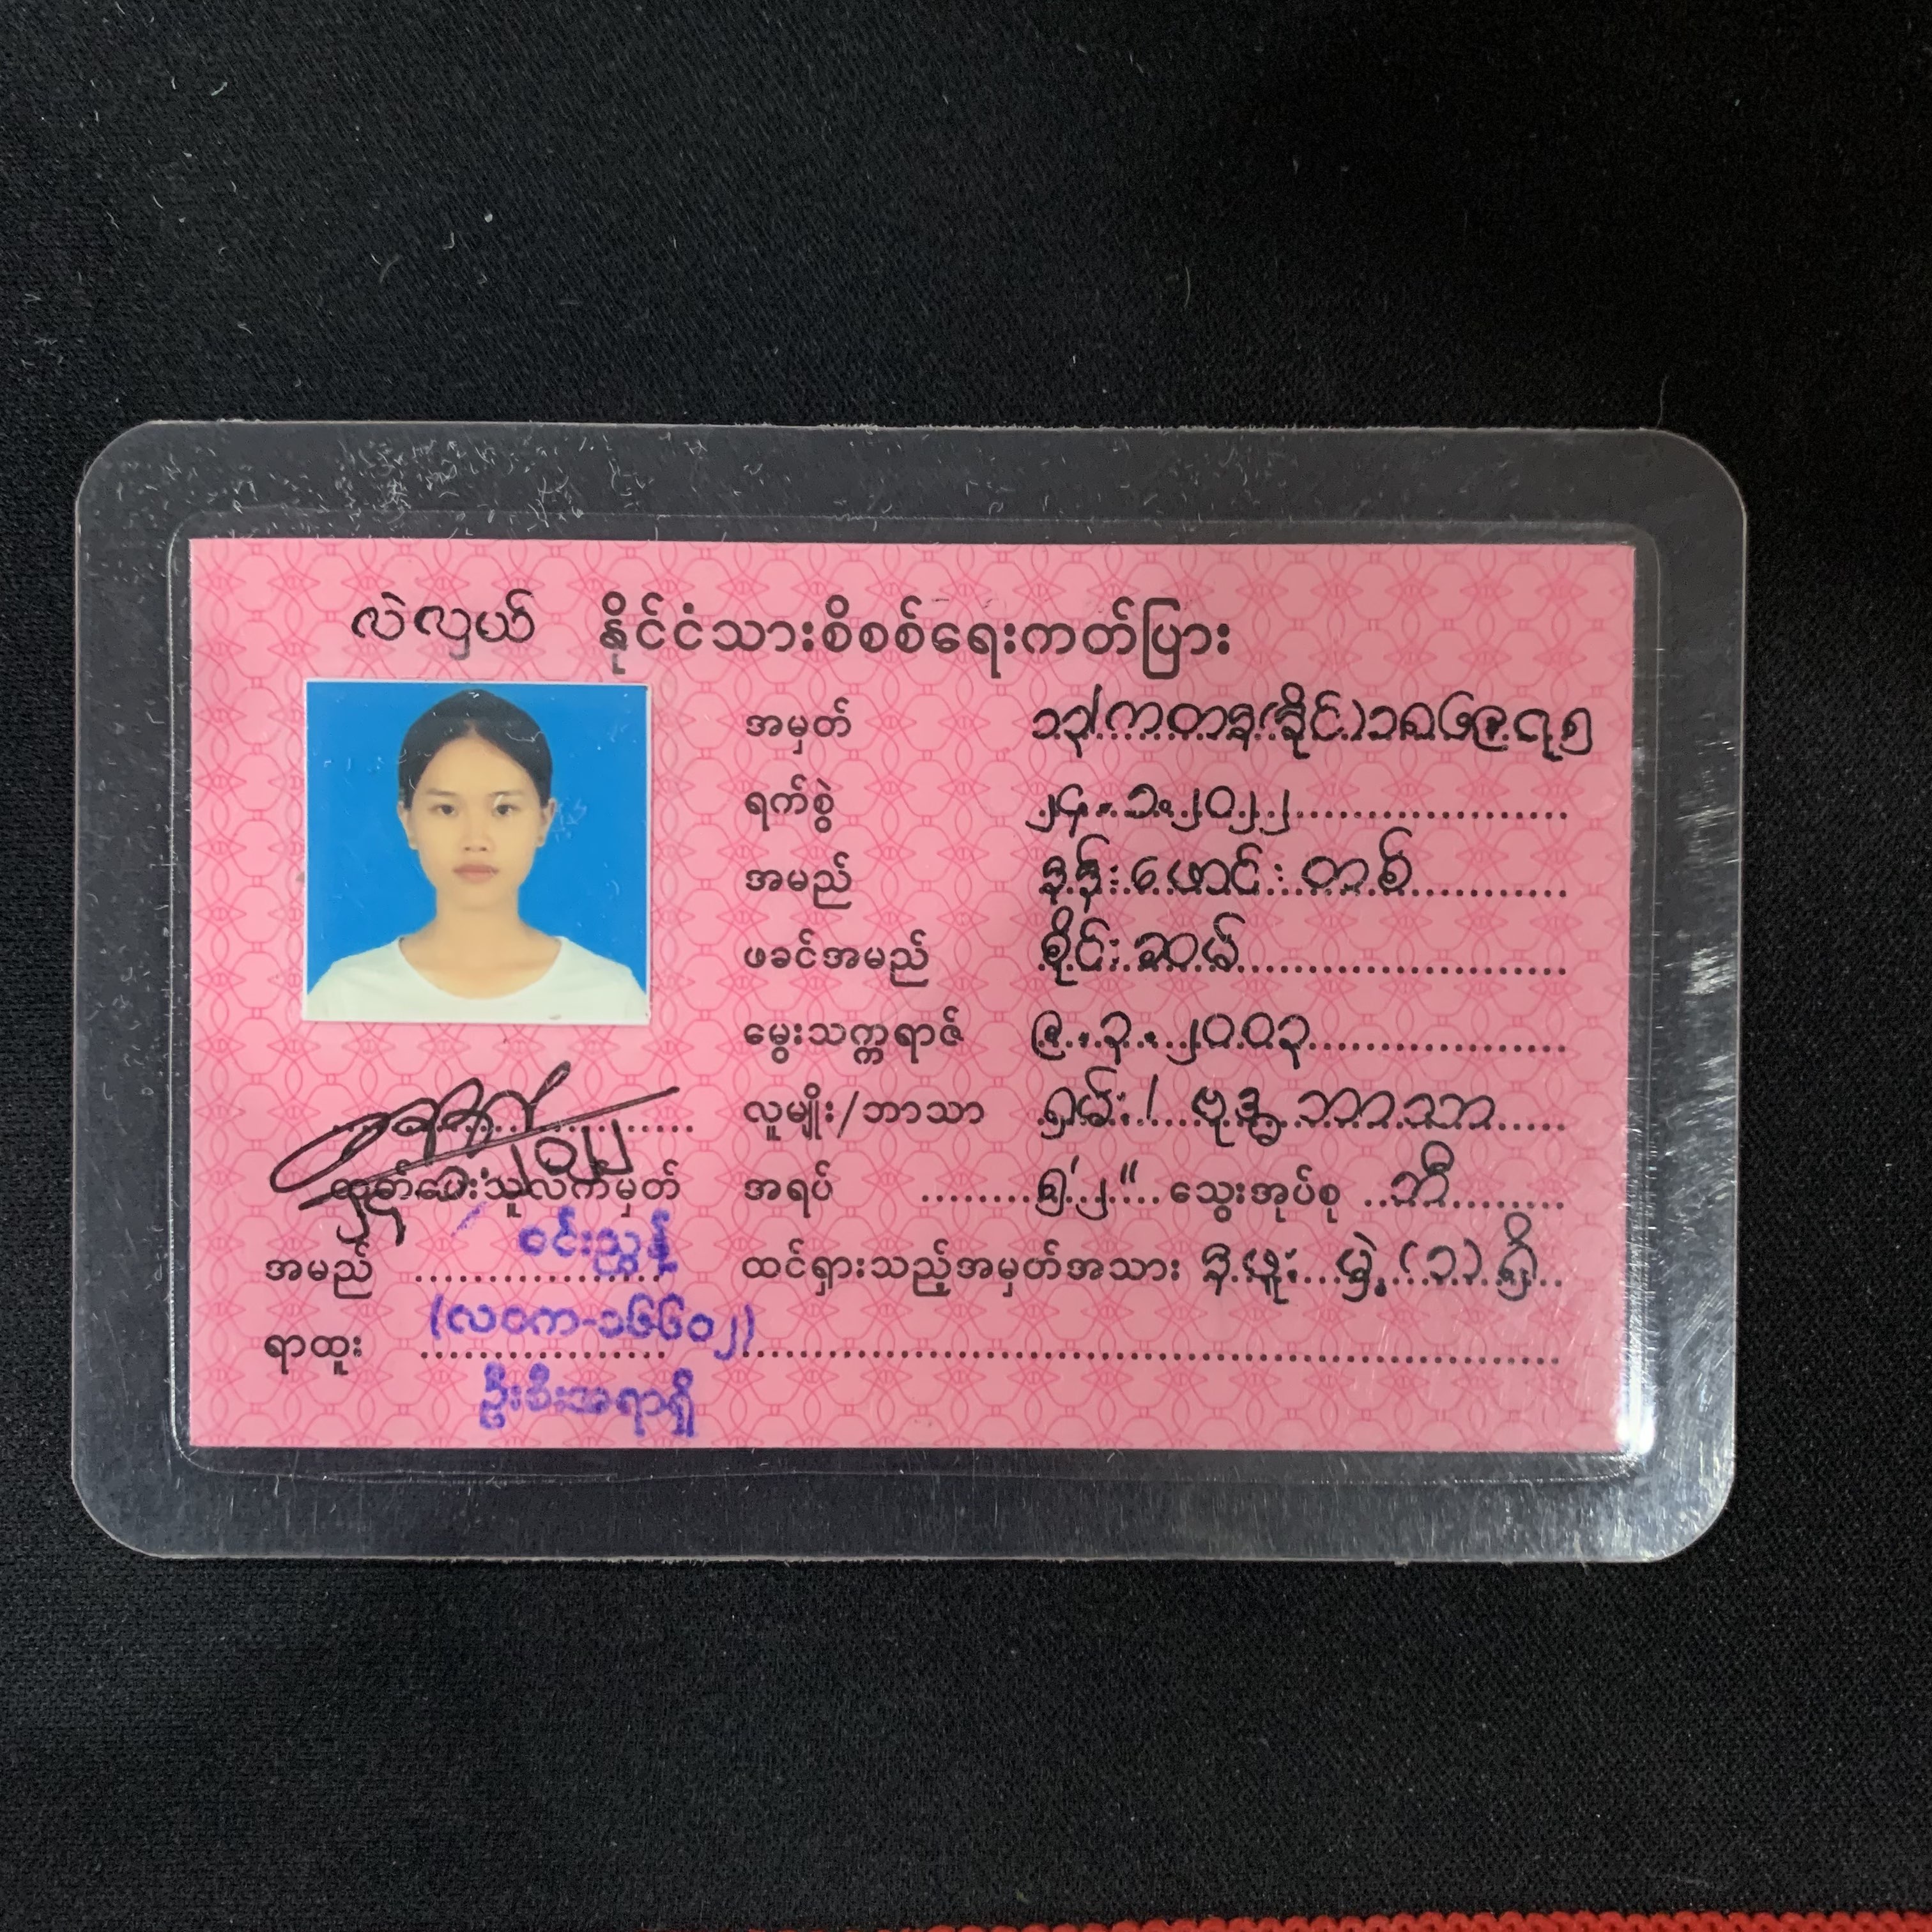 လဲလှယ် နိုင်ငံသားစိစစ်ရေးကတ်ပြား
အမှတ် ၁၃/ကတန(နိုင်)၁၈၆၉၇၅
ရက်စွဲ ၂၄.၁.၂၀၂၂
အမည် နန်းဖောင်းတစ်
ဖခင်အမည် စိုင်းဆမ်
မွေးသက္ကရာဇ် ၉.၃.၂၀၀၃
လူမျိုး/ဘာသာ ရှမ်း/ ဗုဒ္ဓဘာသာ
အရပ် ၅'၂" သွေးအုပ်စု ဘီ
ထင်ရှားသည့်အမှတ်အသား နဖူး မှဲ့ (၁) ရှိ
ထုတ်ပေးသူလက်မှတ်
အမည် ဝင်းညွန့်
ရာထူး (လဝက-၁၆၆၀၂)
ဦးစီးအရာရှိ